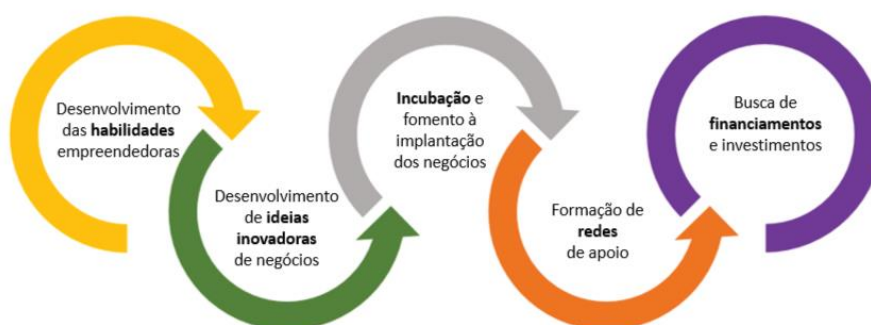 Desenvolvimento
das habilidades
empreendedoras
Desenvolvimento
de ideias
inovadoras
de negócios
Incubação e
fomento à
implantação
dos negócios
Formação de
redes
de apoio
Busca de
financiamentos
e investimentos